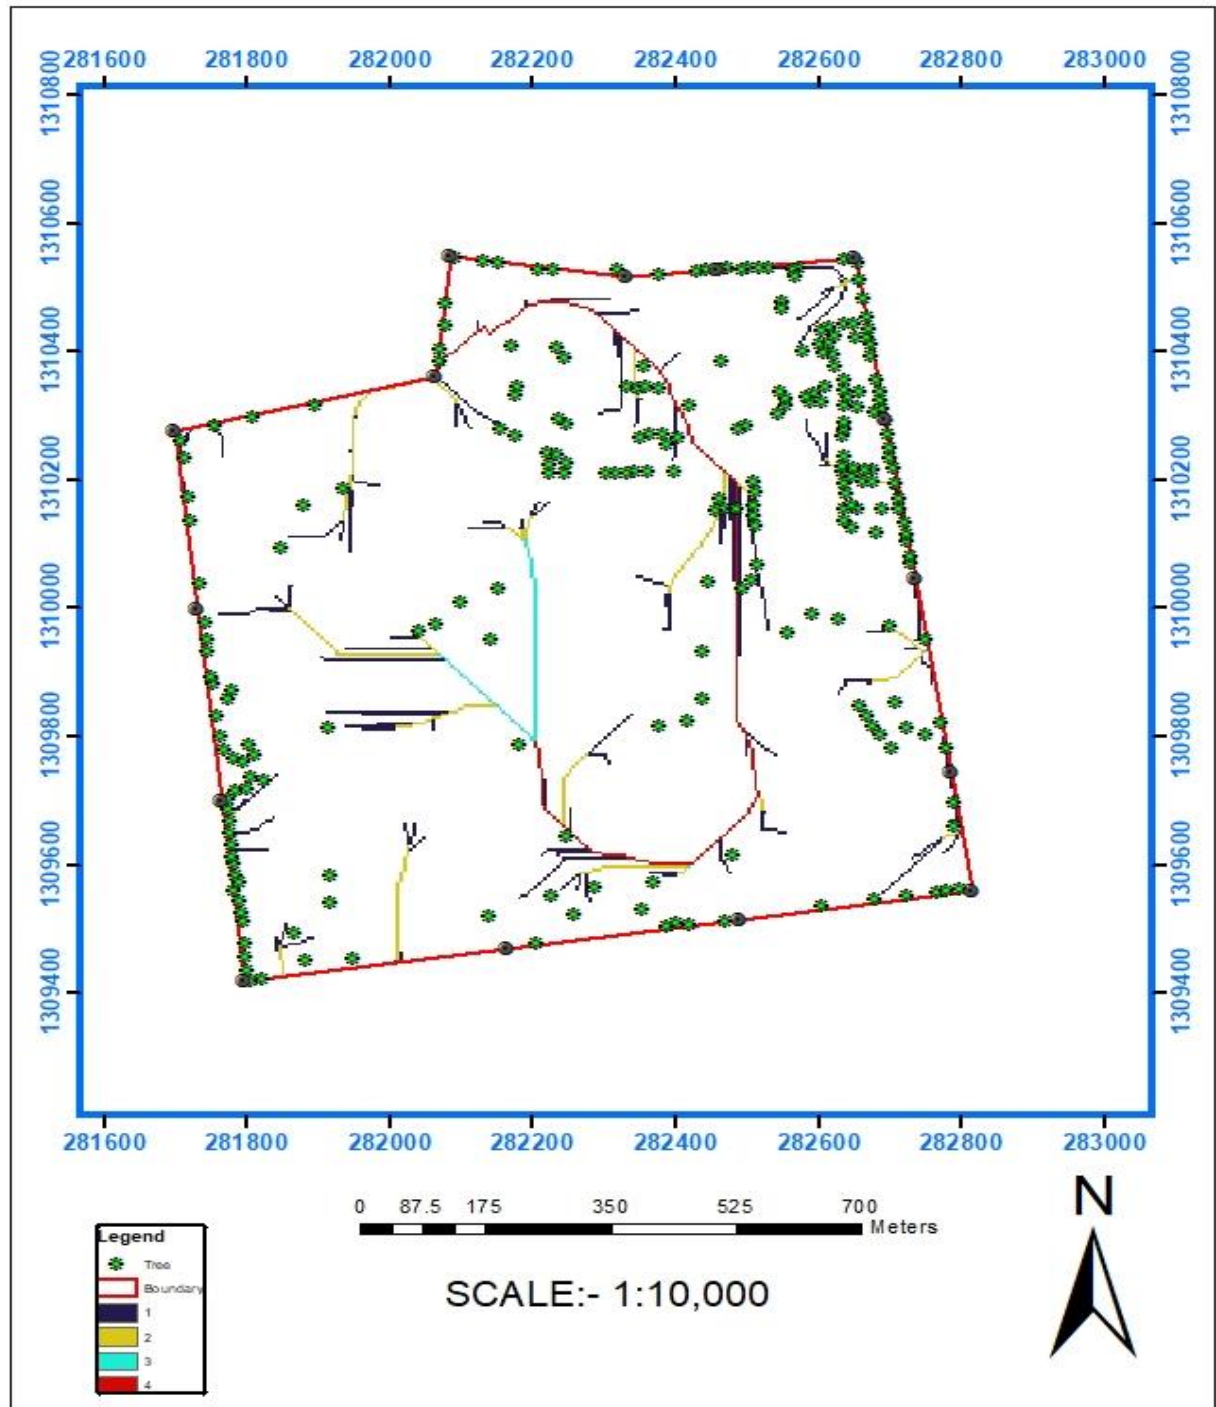 281600 281800 282000 282200 282400 282600 282800 283000
1310800 1310800
1310600 1310600
1310400 1310400
1310200 1310200
1310000 1310000
1309800 1309800
1309600 1309600
1309400 1309400
281600 281800 282000 282200 282400 282600 282800 283000
0 87.5 175 350 525 700
Meters
N
SCALE:- 1:10,000
Legend
Tree
Boundary
1
2
3
4